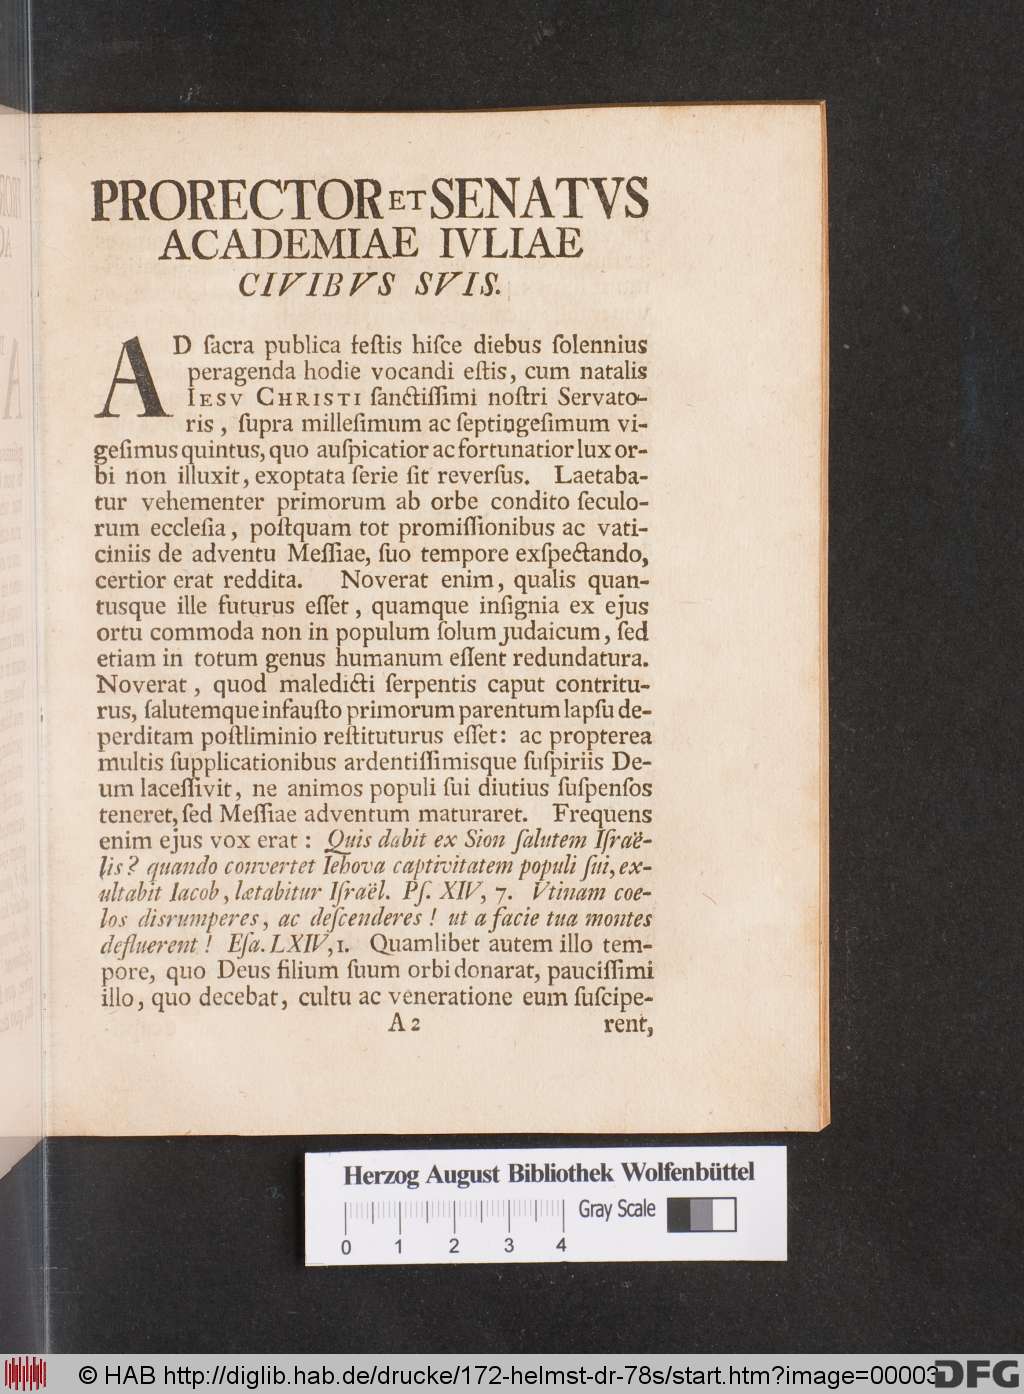 PRORECTOR ET SENATVS
ACADEMIAE IVLIAE
CIVIBVS SVIS.
AD ſacra publica feſtis hiſce diebus ſolennius
peragenda hodie vocandi eſtis, cum natalis
IESV CHRISTI ſanctiſſimi noſtri Servato-
ris, ſupra milleſimum ac ſeptingeſimum vi-
geſimus quintus, quo auſpicatior ac fortunatior lux or-
bi non illuxit, exoptata ſerie ſit reverſus. Laetaba-
tur vehementer primorum ab orbe condito ſeculo-
rum eccleſia, poſtquam tot promiſſionibus ac vati-
ciniis de adventu Meſſiae, ſuo tempore exſpectando,
certior erat reddita. Noverat enim, qualis quan-
tusque ille futurus eſſet, quamque inſignia ex ejus
ortu commoda non in populum ſolum judaicum, ſed
etiam in totum genus humanum eſſent redundatura.
Noverat, quod maledicti ſerpentis caput contritu-
rus, ſalutemque infauſto primorum parentum lapſu de-
perditam poſtliminio reſtituturus eſſet: ac propterea
multis ſupplicationibus ardentiſſimisque ſuſpiriis De-
um laceſſivit, ne animos populi ſui diutius ſuſpenſos
teneret, ſed Meſſiae adventum maturaret. Frequens
enim ejus vox erat: Quis dabit ex Sion ſalutem Iſraë-
lis? quando convertet Iehova captivitatem populi ſui, ex-
ultabit Iacob, lætabitur Iſraël. Pſ. XIV, 7. Vtinam coe-
los disrumperes, ac deſcenderes! ut a facie tua montes
defluerent! Eſa. LXIV, 1. Quamlibet autem illo tem-
pore, quo Deus filium ſuum orbi donarat, pauciſſimi
illo, quo decebat, cultu ac veneratione eum ſuſcipe-
A 2 rent,
Herzog August Bibliothek Wolfenbüttel
Gray Scale
0 1 2 3 4
© HAB http://diglib.hab.de/drucke/172-helmst-dr-78s/start.htm?image=00003
DFG